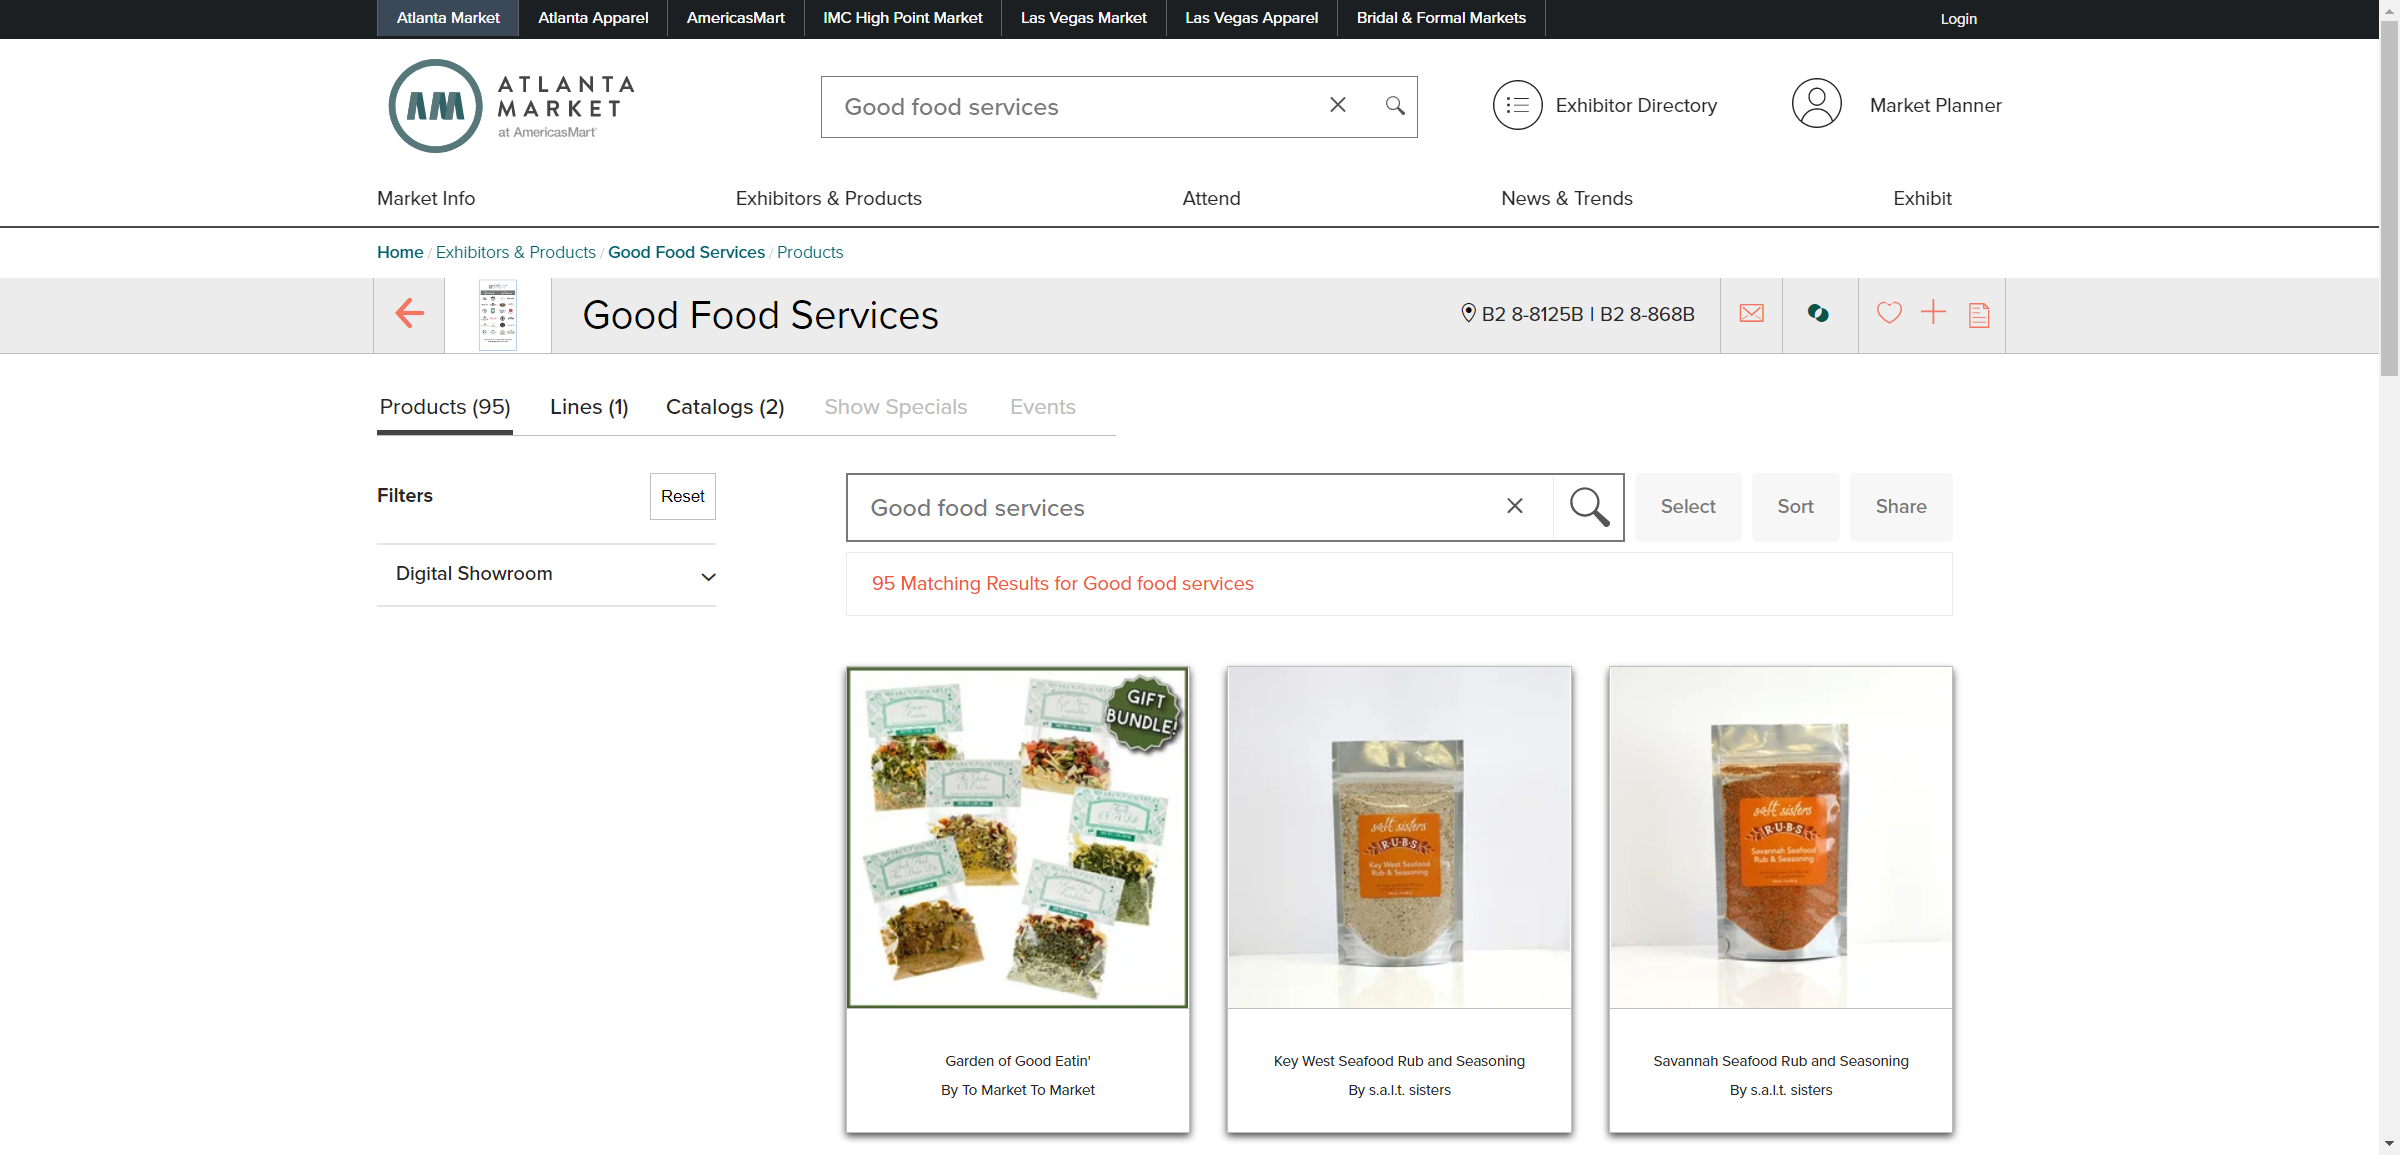 Atlanta Market
Atlanta Apparel
AmericasMart
IMC High Point Market
Las Vegas Market
Las Vegas Apparel
Bridal & Formal Markets
Login
AM
ATLANTA
MARKET
at AmericasMart
Good food services
Exhibitor Directory
Market Planner
Market Info
Exhibitors & Products
Attend
News & Trends
Exhibit
Home / Exhibitors & Products / Good Food Services / Products
Good Food Services
B2 8-8125B | B2 8-868B
Products (95)
Lines (1)
Catalogs (2)
Show Specials
Events
Filters
Reset
Digital Showroom
Good food services
Select
Sort
Share
95 Matching Results for Good food services
GIFT
BUNDLE!
salt sisters
R·U·B·S
Key West Seafood
Rub & Seasoning
salt sisters
R·U·B·S
Savannah Seafood
Rub & Seasoning
Garden of Good Eatin'
By To Market To Market
Key West Seafood Rub and Seasoning
By s.a.l.t. sisters
Savannah Seafood Rub and Seasoning
By s.a.l.t. sisters